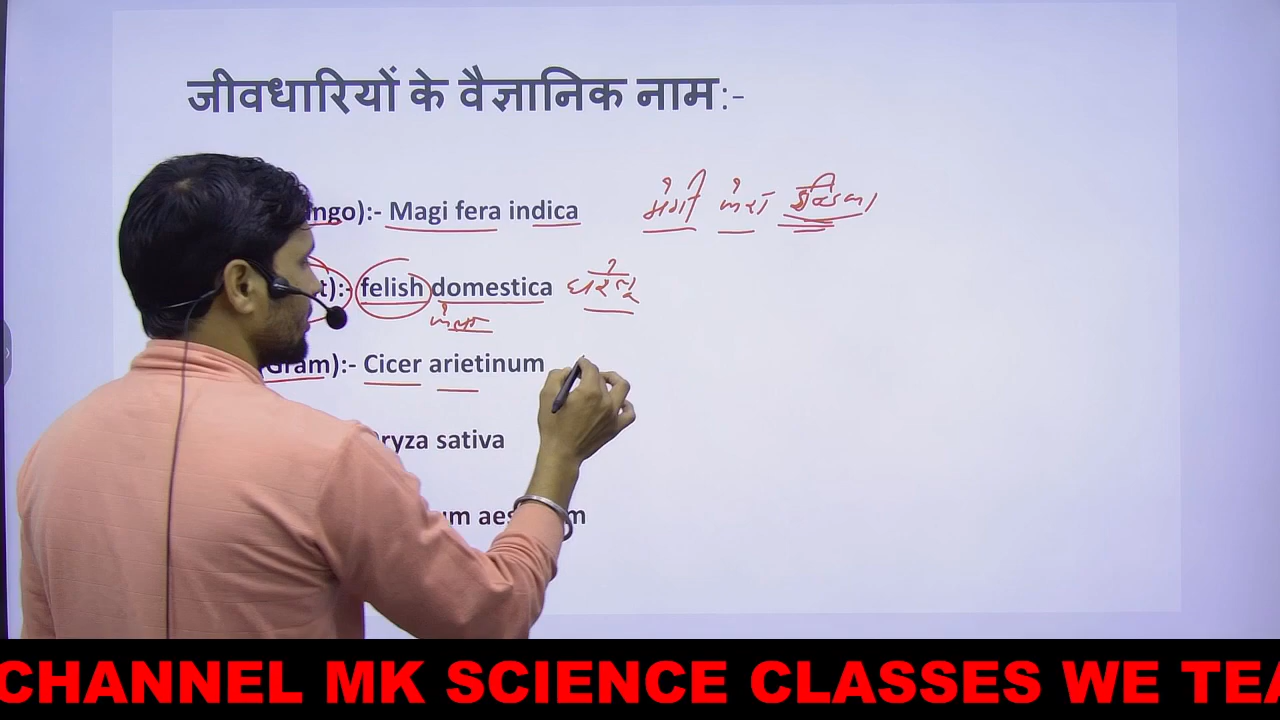 जीवधारियों के वैज्ञानिक नाम:-
ngo):- Magi fera indica मेगी फेरा इंडिका
t):- felish domestica घरेलू
Gram):- Cicer arietinum
ryza sativa
um aes m
CHANNEL MK SCIENCE CLASSES WE TEA